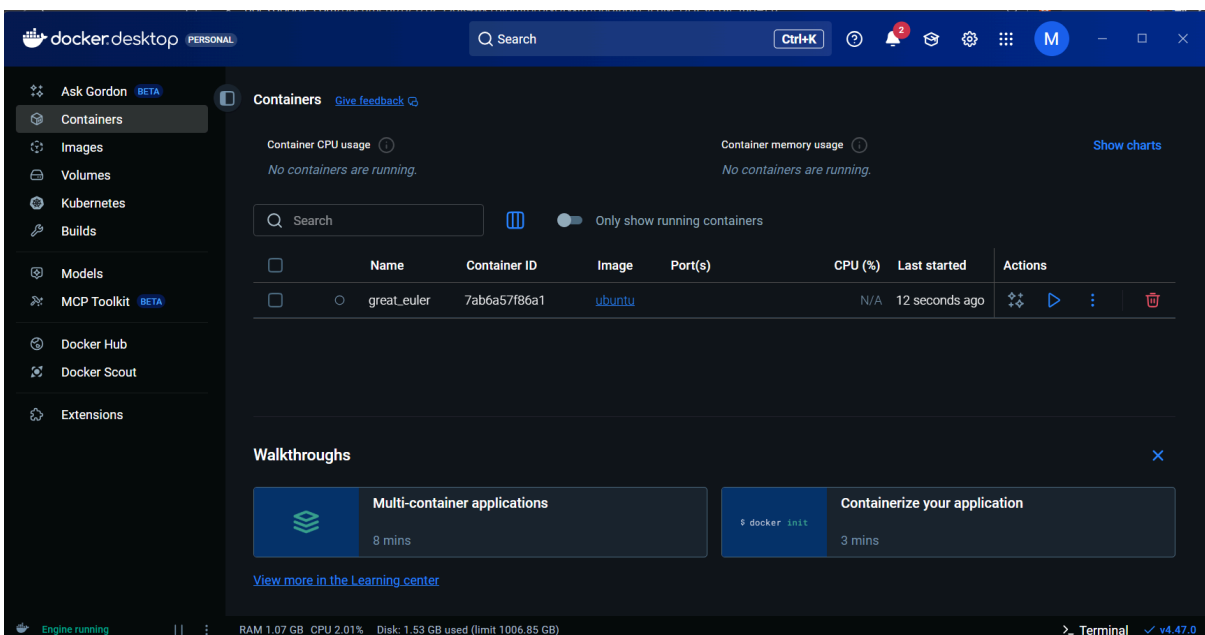 docker.desktop PERSONAL
Search
Ctrl+K
2
M
Ask Gordon BETA
Containers
Images
Volumes
Kubernetes
Builds
Models
MCP Toolkit BETA
Docker Hub
Docker Scout
Extensions
Containers Give feedback
Container CPU usage
No containers are running.
Container memory usage
No containers are running.
Show charts
Search
Only show running containers
Name Container ID Image Port(s) CPU (%) Last started Actions
great_euler 7ab6a57f86a1 ubuntu N/A 12 seconds ago
Walkthroughs
Multi-container applications
8 mins
$ docker init
Containerize your application
3 mins
View more in the Learning center
Engine running RAM 1.07 GB CPU 2.01% Disk: 1.53 GB used (limit 1006.85 GB) >_ Terminal v4.47.0